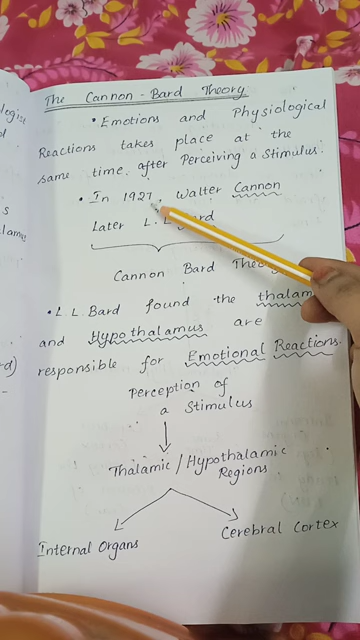 The Cannon-Bard Theory
• Emotions and Physiological
Reactions takes place at the
same time after Perceiving a Stimulus.
• In 1927, Walter Cannon
Later L.L Bard
Cannon Bard
• L.L. Bard found the
and Hypothalamus are
responsible for Emotional Reactions.
Perception of
a Stimulus
Thalamic / Hypothalamic
Regions
Internal Organs
Cerebral Cortex